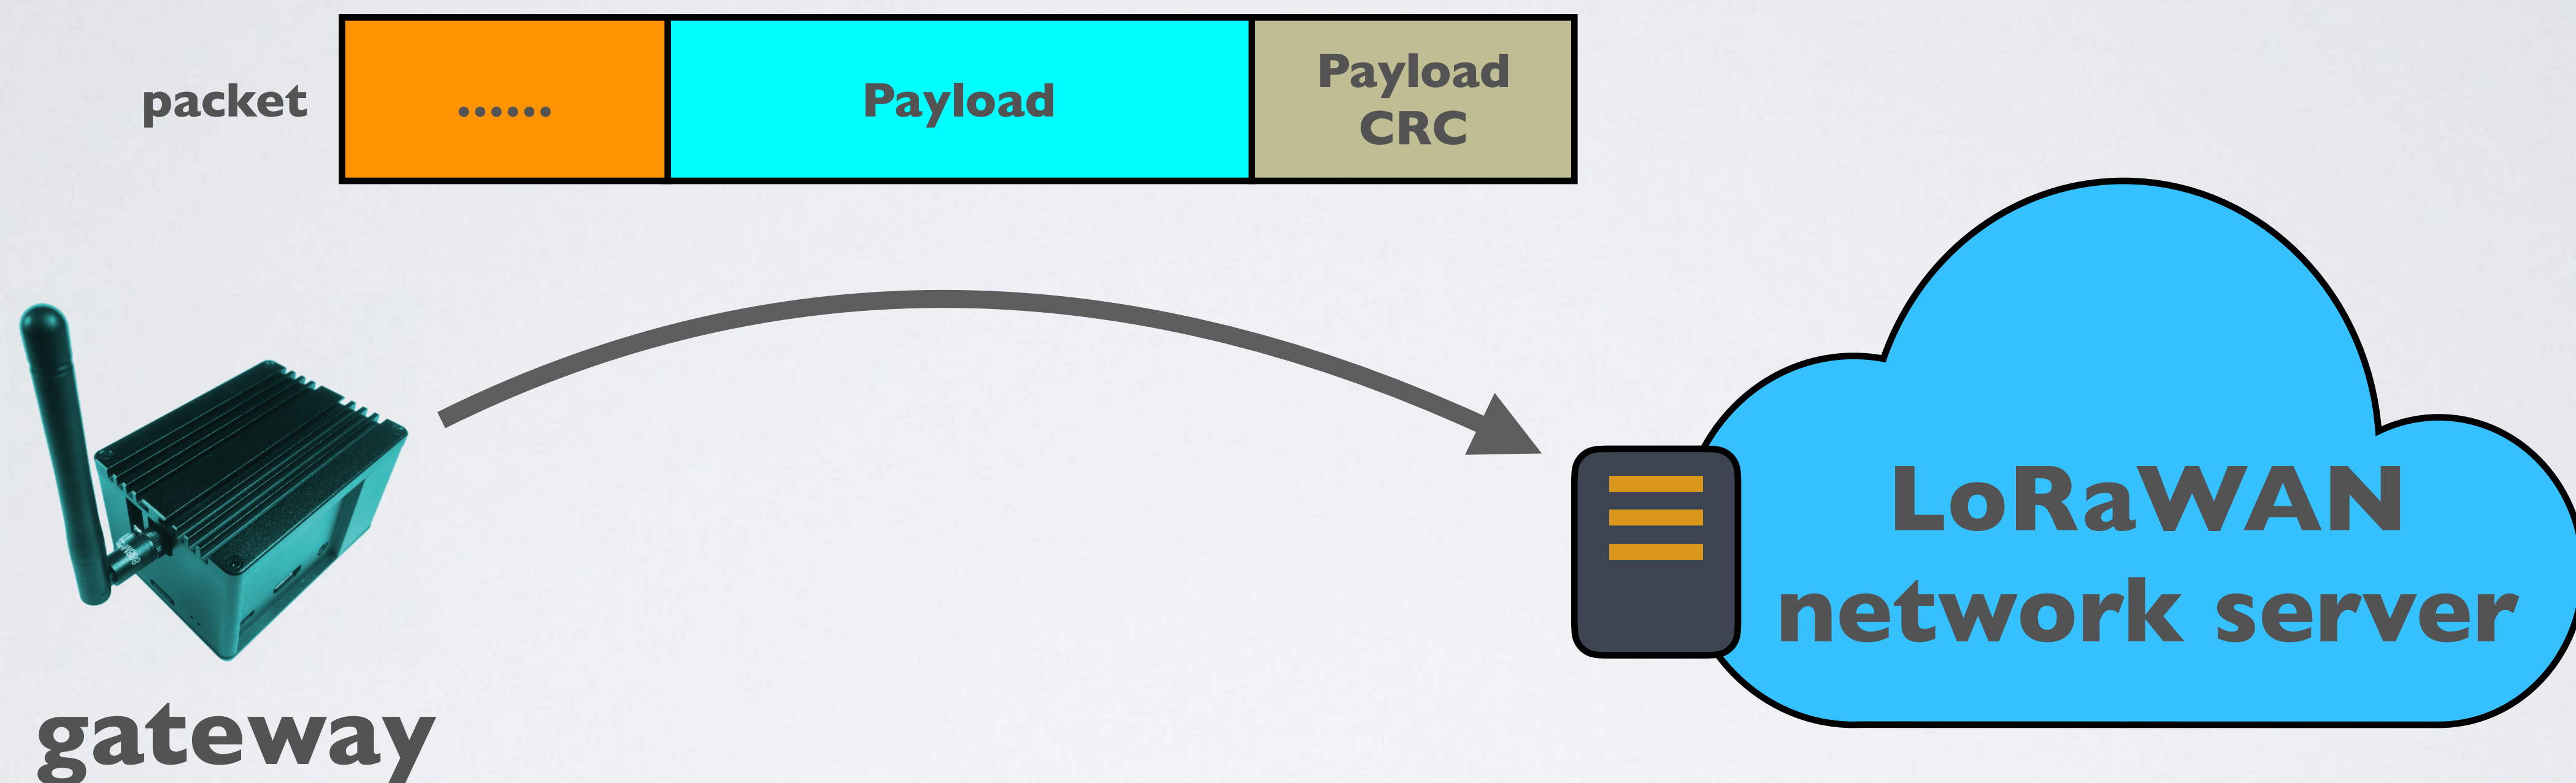 packet
......
Payload
Payload
CRC
LoRaWAN
network server
gateway